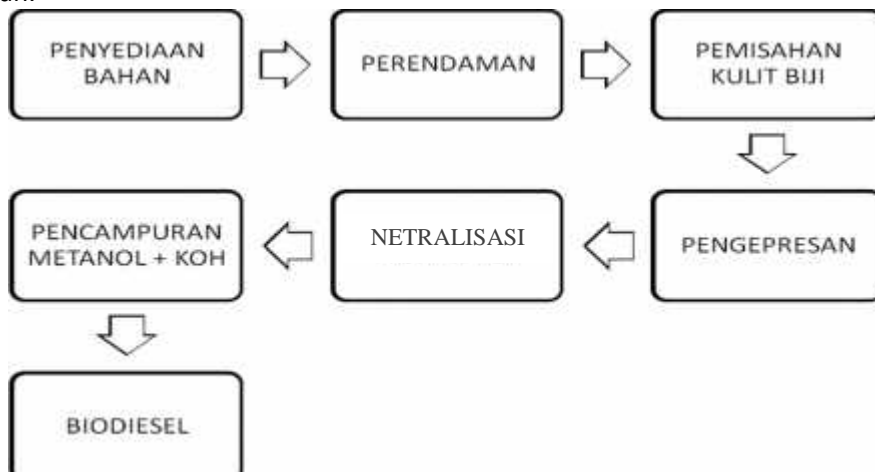 PENYEDIAAN
BAHAN
PERENDAMAN
PEMISAHAN
KULIT BIJI
PENGEPRESAN
NETRALISASI
PENCAMPURAN
METANOL + KOH
BIODIESEL